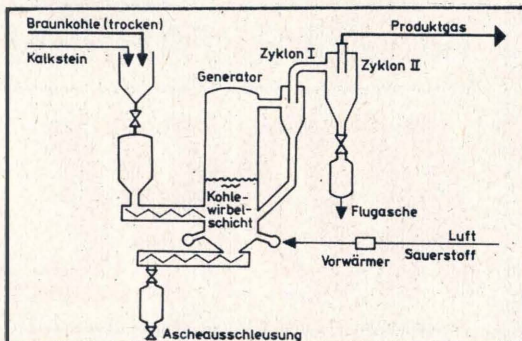 Braunkohle (trocken)
Kalkstein
Produktgas
Zyklon I
Zyklon II
Generator
Kohle-
wirbel-
schicht
Flugasche
Luft
Vorwärmer
Sauerstoff
Ascheausschleusung